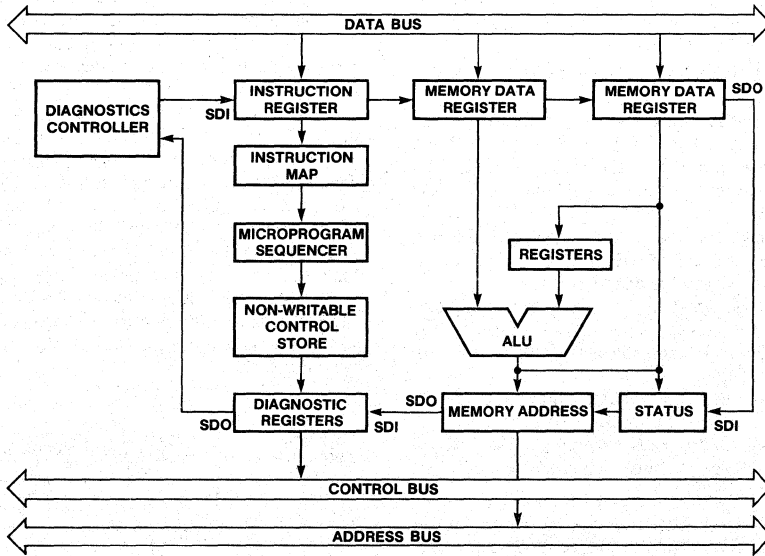 DATA BUS
DIAGNOSTICS
CONTROLLER
SDI
INSTRUCTION
REGISTER
MEMORY DATA
REGISTER
MEMORY DATA
REGISTER
SDO
INSTRUCTION
MAP
MICROPROGRAM
SEQUENCER
REGISTERS
NON-WRITABLE
CONTROL
STORE
ALU
SDO
DIAGNOSTIC
REGISTERS
SDI
SDO
MEMORY ADDRESS
STATUS
SDI
CONTROL BUS
ADDRESS BUS